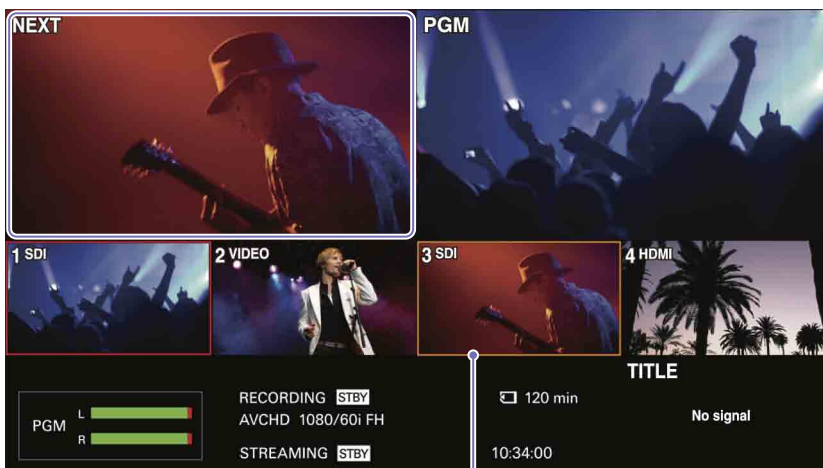 NEXT
PGM
1 SDI
2 VIDEO
3 SDI
4 HDMI
TITLE
RECORDING STBY
120 min
AVCHD 1080/60i FH
No signal
PGM
L
R
STREAMING STBY
10:34:00